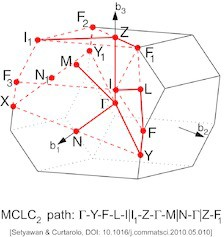 F₂
b₃
I₁
Z
Y₁
F₁
M
F₃
N₁
I
L
X
Γ
N
F
b₁
Y
b₂
MCLC₂ path: Γ-Y-F-L-I|I₁-Z-Γ-M|N-Γ|Z-F₁
[Setyawan & Curtarolo, DOI: 10.1016/j.commatsci.2010.05.010]